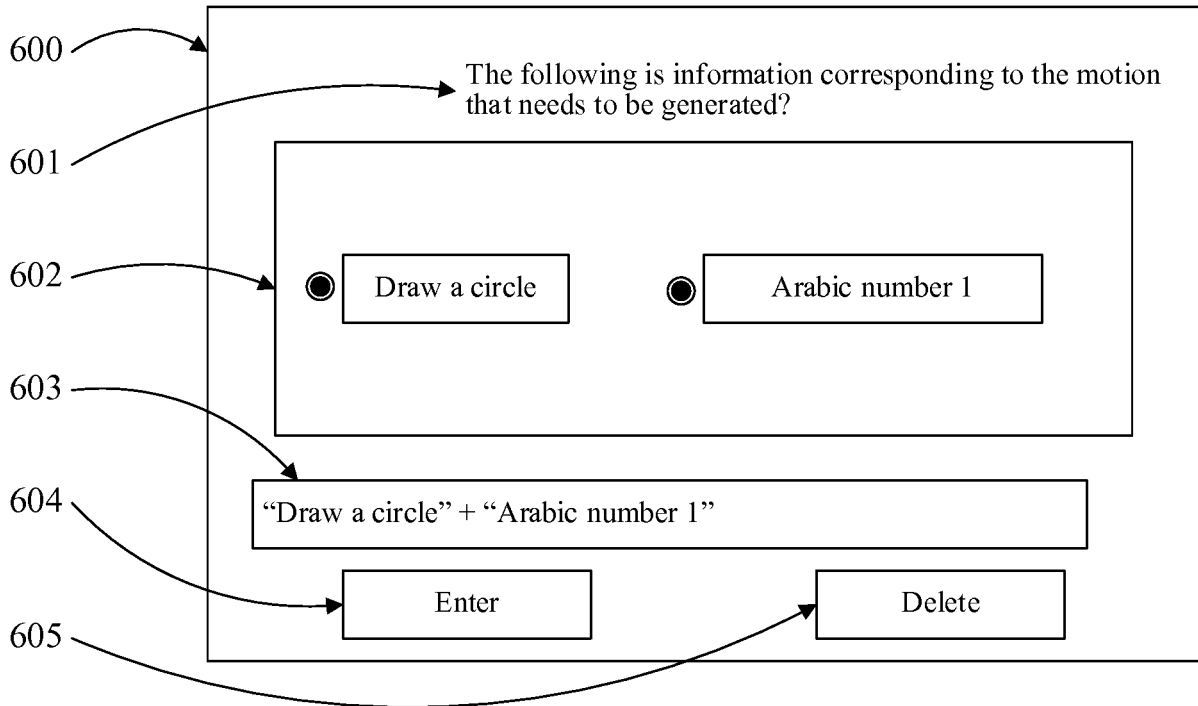 600
The following is information corresponding to the motion
that needs to be generated?
601
602
Draw a circle
Arabic number 1
603
“Draw a circle” + “Arabic number 1”
604
Enter
Delete
605